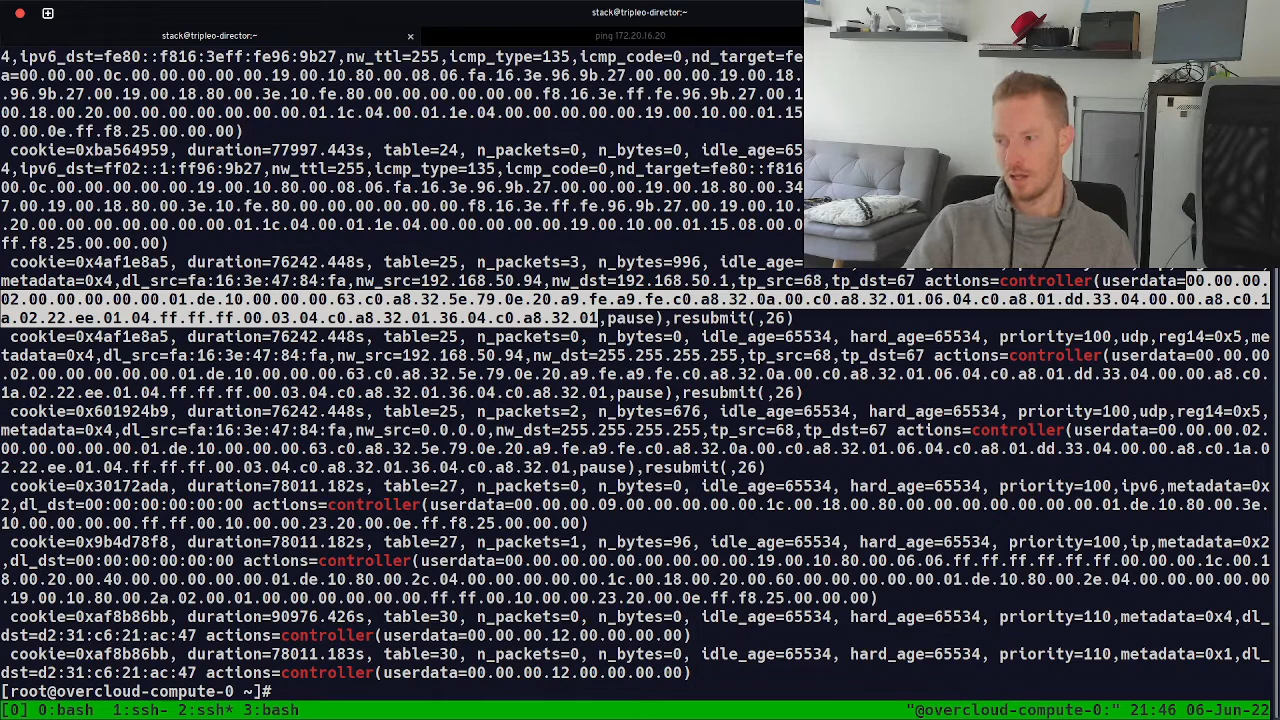 stack@tripleo-director:~
stack@tripleo-director:~ × ping 172.20.16.20
4,ipv6_dst=fe80::f816:3eff:fe96:9b27,nw_ttl=255,icmp_type=135,icmp_code=0,nd_target=fe
a=00.00.00.0c.00.00.00.00.00.19.00.10.80.00.08.06.fa.16.3e.96.9b.27.00.19.00.18.
.96.9b.27.00.19.00.18.80.00.3e.10.fe.80.00.00.00.00.00.00.f8.16.3e.ff.fe.96.9b.27.00.1
00.18.00.20.00.00.00.00.00.00.01.1c.04.00.01.1e.04.00.00.00.00.00.19.00.10.00.01.15
0.00.0e.ff.f8.25.00.00.00)
cookie=0xba564959, duration=77997.443s, table=24, n_packets=0, n_bytes=0, idle_age=65
4,ipv6_dst=ff02::1:ff96:9b27,nw_ttl=255,icmp_type=135,icmp_code=0,nd_target=fe80::f816
00.0c.00.00.00.00.00.19.00.10.80.00.08.06.fa.16.3e.96.9b.27.00.00.00.19.00.18.80.00.34
7.00.19.00.18.80.00.3e.10.fe.80.00.00.00.00.00.00.f8.16.3e.ff.fe.96.9b.27.00.19.00.10.
.20.00.00.00.00.00.00.01.1c.04.00.01.1e.04.00.00.00.00.00.19.00.10.00.01.15.08.00.00
ff.f8.25.00.00.00)
cookie=0x4af1e8a5, duration=76242.448s, table=25, n_packets=3, n_bytes=996, idle_age=
metadata=0x4,dl_src=fa:16:3e:47:84:fa,nw_src=192.168.50.94,nw_dst=192.168.50.1,tp_src=68,tp_dst=67 actions=controller(userdata=00.00.00.
02.00.00.00.00.00.01.de.10.00.00.00.63.c0.a8.32.5e.79.0e.20.a9.fe.a9.fe.c0.a8.32.0a.00.c0.a8.32.01.06.04.c0.a8.01.dd.33.04.00.00.a8.c0.1
a.02.22.ee.01.04.ff.ff.ff.00.03.04.c0.a8.32.01.36.04.c0.a8.32.01,pause),resubmit(,26)
cookie=0x4af1e8a5, duration=76242.448s, table=25, n_packets=0, n_bytes=0, idle_age=65534, hard_age=65534, priority=100,udp,reg14=0x5,me
tadata=0x4,dl_src=fa:16:3e:47:84:fa,nw_src=192.168.50.94,nw_dst=255.255.255.255,tp_src=68,tp_dst=67 actions=controller(userdata=00.00.00
.02.00.00.00.00.00.01.de.10.00.00.00.63.c0.a8.32.5e.79.0e.20.a9.fe.a9.fe.c0.a8.32.0a.00.c0.a8.32.01.06.04.c0.a8.01.dd.33.04.00.00.a8.c0.
1a.02.22.ee.01.04.ff.ff.ff.00.03.04.c0.a8.32.01.36.04.c0.a8.32.01,pause),resubmit(,26)
cookie=0x601924b9, duration=76242.448s, table=25, n_packets=2, n_bytes=676, idle_age=65534, hard_age=65534, priority=100,udp,reg14=0x5,
metadata=0x4,dl_src=fa:16:3e:47:84:fa,nw_src=0.0.0.0,nw_dst=255.255.255.255,tp_src=68,tp_dst=67 actions=controller(userdata=00.00.00.02.
00.00.00.00.00.01.de.10.00.00.00.63.c0.a8.32.5e.79.0e.20.a9.fe.a9.fe.c0.a8.32.0a.00.c0.a8.32.01.06.04.c0.a8.01.dd.33.04.00.00.a8.c0.1a.0
2.22.ee.01.04.ff.ff.ff.00.03.04.c0.a8.32.01.36.04.c0.a8.32.01,pause),resubmit(,26)
cookie=0x30172ada, duration=78011.182s, table=27, n_packets=0, n_bytes=0, idle_age=65534, hard_age=65534, priority=100,ipv6,metadata=0x
2,dl_dst=00:00:00:00:00:00 actions=controller(userdata=00.00.00.09.00.00.00.00.00.1c.00.18.00.80.00.00.00.00.00.00.00.01.de.10.80.00.3e.
10.00.00.00.00.ff.ff.00.10.00.00.23.20.00.0e.ff.f8.25.00.00.00)
cookie=0x9b4d78f8, duration=78011.182s, table=27, n_packets=1, n_bytes=96, idle_age=65534, hard_age=65534, priority=100,ip,metadata=0x2
,dl_dst=00:00:00:00:00:00 actions=controller(userdata=00.00.00.00.00.00.00.00.00.19.00.10.80.00.06.06.ff.ff.ff.ff.ff.ff.00.00.00.1c.00.1
8.00.20.00.40.00.00.00.00.00.01.de.10.80.00.2c.04.00.00.00.00.00.1c.00.18.00.20.00.60.00.00.00.00.00.01.de.10.80.00.2e.04.00.00.00.00.00
.19.00.10.80.00.2a.02.00.01.00.00.00.00.00.00.ff.ff.00.10.00.00.23.20.00.0e.ff.f8.25.00.00.00)
cookie=0xaf8b86bb, duration=90976.426s, table=30, n_packets=0, n_bytes=0, idle_age=65534, hard_age=65534, priority=110,metadata=0x4,dl_
dst=d2:31:c6:21:ac:47 actions=controller(userdata=00.00.00.12.00.00.00.00)
cookie=0xaf8b86bb, duration=78011.183s, table=30, n_packets=0, n_bytes=0, idle_age=65534, hard_age=65534, priority=110,metadata=0x1,dl_
dst=d2:31:c6:21:ac:47 actions=controller(userdata=00.00.00.12.00.00.00.00)
[root@overcloud-compute-0 ~]#
[0] 0:bash 1:ssh- 2:ssh* 3:bash "@overcloud-compute-0:" 21:46 06-Jun-22